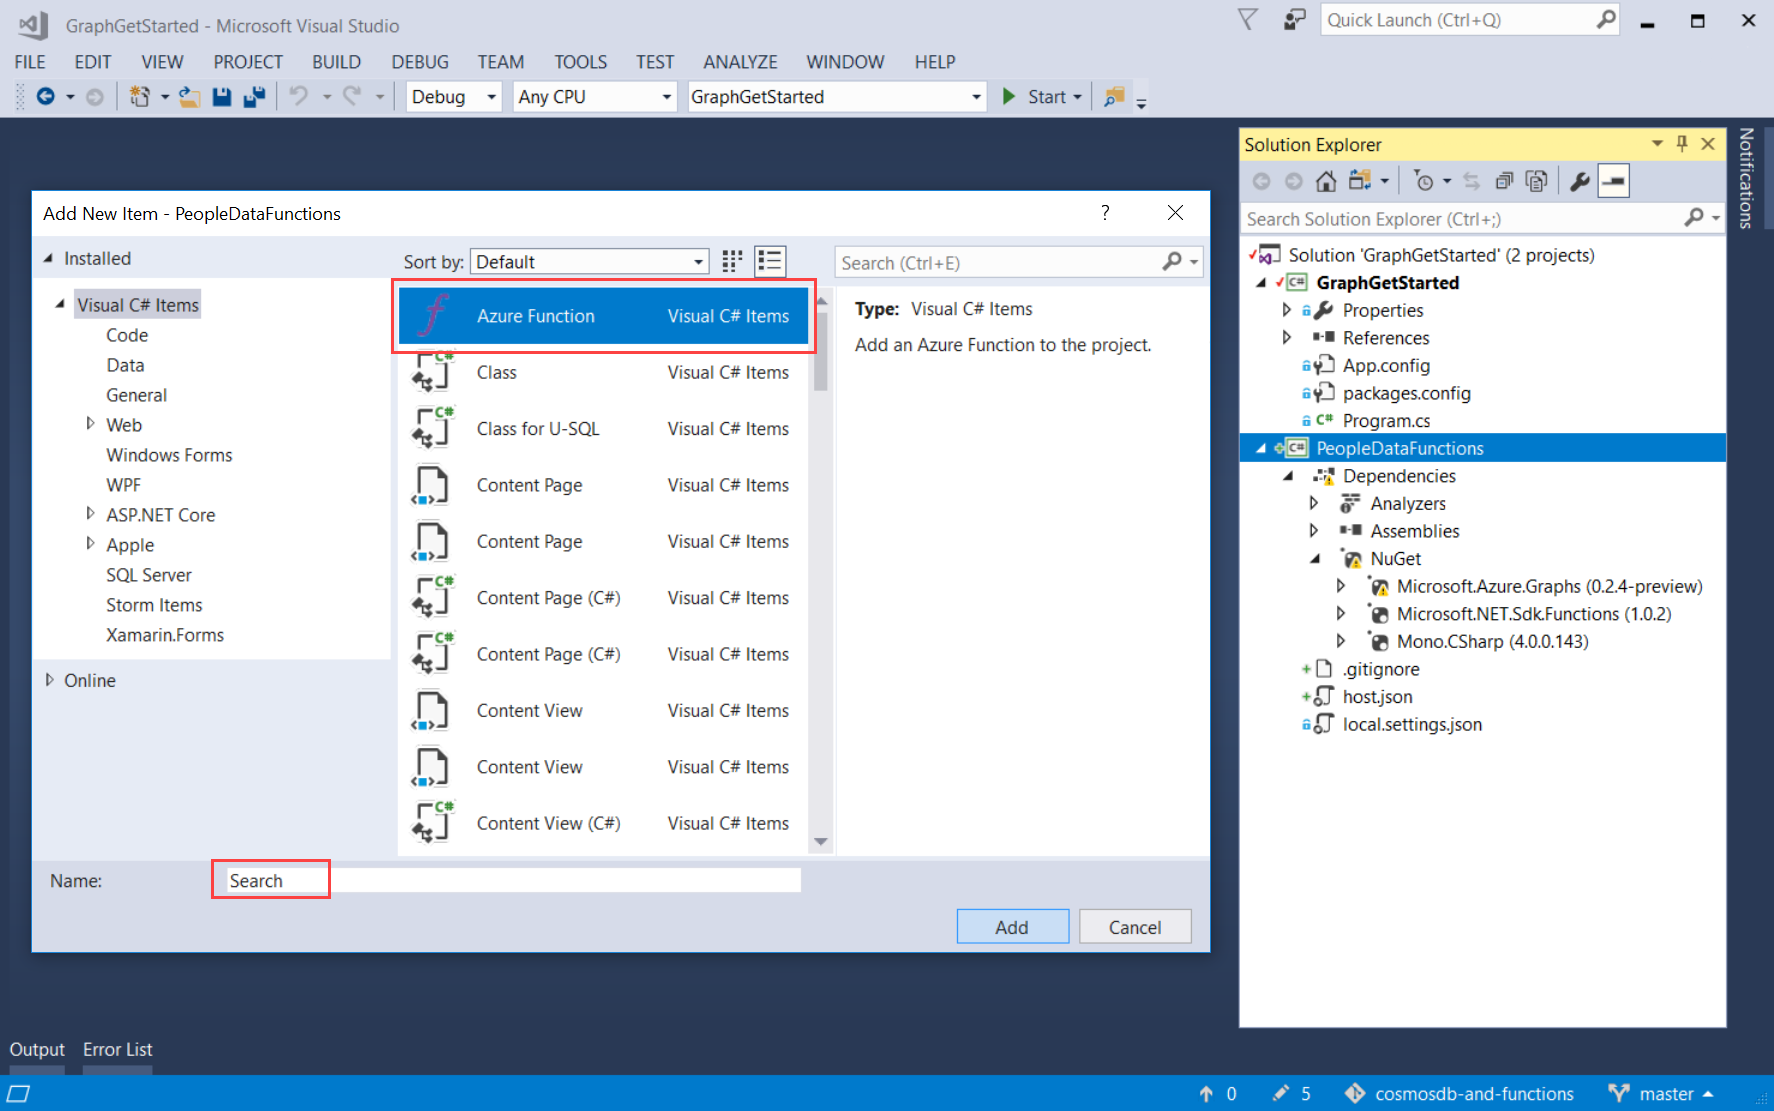 GraphGetStarted - Microsoft Visual Studio
Quick Launch (Ctrl+Q)
FILE EDIT VIEW PROJECT BUILD DEBUG TEAM TOOLS TEST ANALYZE WINDOW HELP
Debug Any CPU GraphGetStarted Start
Add New Item - PeopleDataFunctions
?
Installed
Visual C# Items
Code
Data
General
Web
Windows Forms
WPF
ASP.NET Core
Apple
SQL Server
Storm Items
Xamarin.Forms
Online
Sort by: Default
Search (Ctrl+E)
Azure Function Visual C# Items
C# Class Visual C# Items
C# Class for U-SQL Visual C# Items
Content Page Visual C# Items
Content Page Visual C# Items
C# Content Page (C#) Visual C# Items
C# Content Page (C#) Visual C# Items
Content View Visual C# Items
Content View Visual C# Items
C# Content View (C#) Visual C# Items
Type: Visual C# Items
Add an Azure Function to the project.
Name: Search
Add Cancel
Solution Explorer
Search Solution Explorer (Ctrl+;)
Solution 'GraphGetStarted' (2 projects)
C# GraphGetStarted
Properties
References
App.config
packages.config
C# Program.cs
C# PeopleDataFunctions
Dependencies
Analyzers
Assemblies
NuGet
Microsoft.Azure.Graphs (0.2.4-preview)
Microsoft.NET.Sdk.Functions (1.0.2)
Mono.CSharp (4.0.0.143)
.gitignore
host.json
local.settings.json
Notifications
Output Error List
0 5 cosmosdb-and-functions master